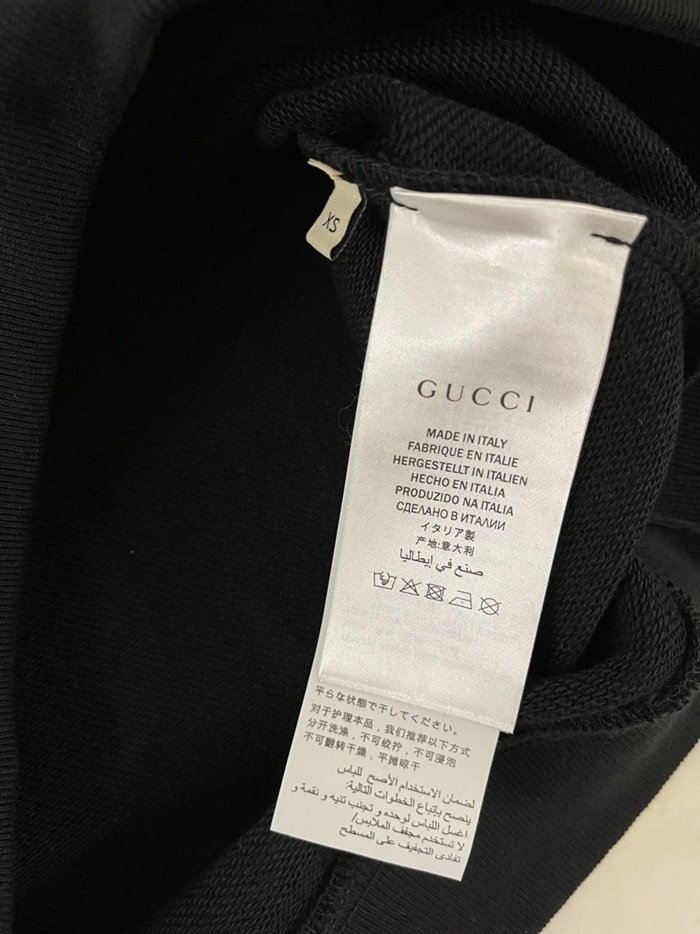 XS
GUCCI
MADE IN ITALY
FABRIQUE EN ITALIE
HERGESTELLT IN ITALIEN
HECHO EN ITALIA
PRODUZIDO NA ITALIA
СДЕЛАНО В ИТАЛИИ
イタリア製
产地:意大利
صنع في إيطاليا
平らな状態で干してください。
对于护理本品，我们推荐以下方式
分开洗涤，不可绞拧，不可浸泡
不可翻转干燥，平摊晾干
لضمان الاستخدام الأصح للباس
ينصح بإتباع الخطوات التالية:
اغسل اللباس لوحده و تجنب ثنيه و نقعه و
لا تستخدم مجفف الملابس/
تفادى التجفيف على المسطح